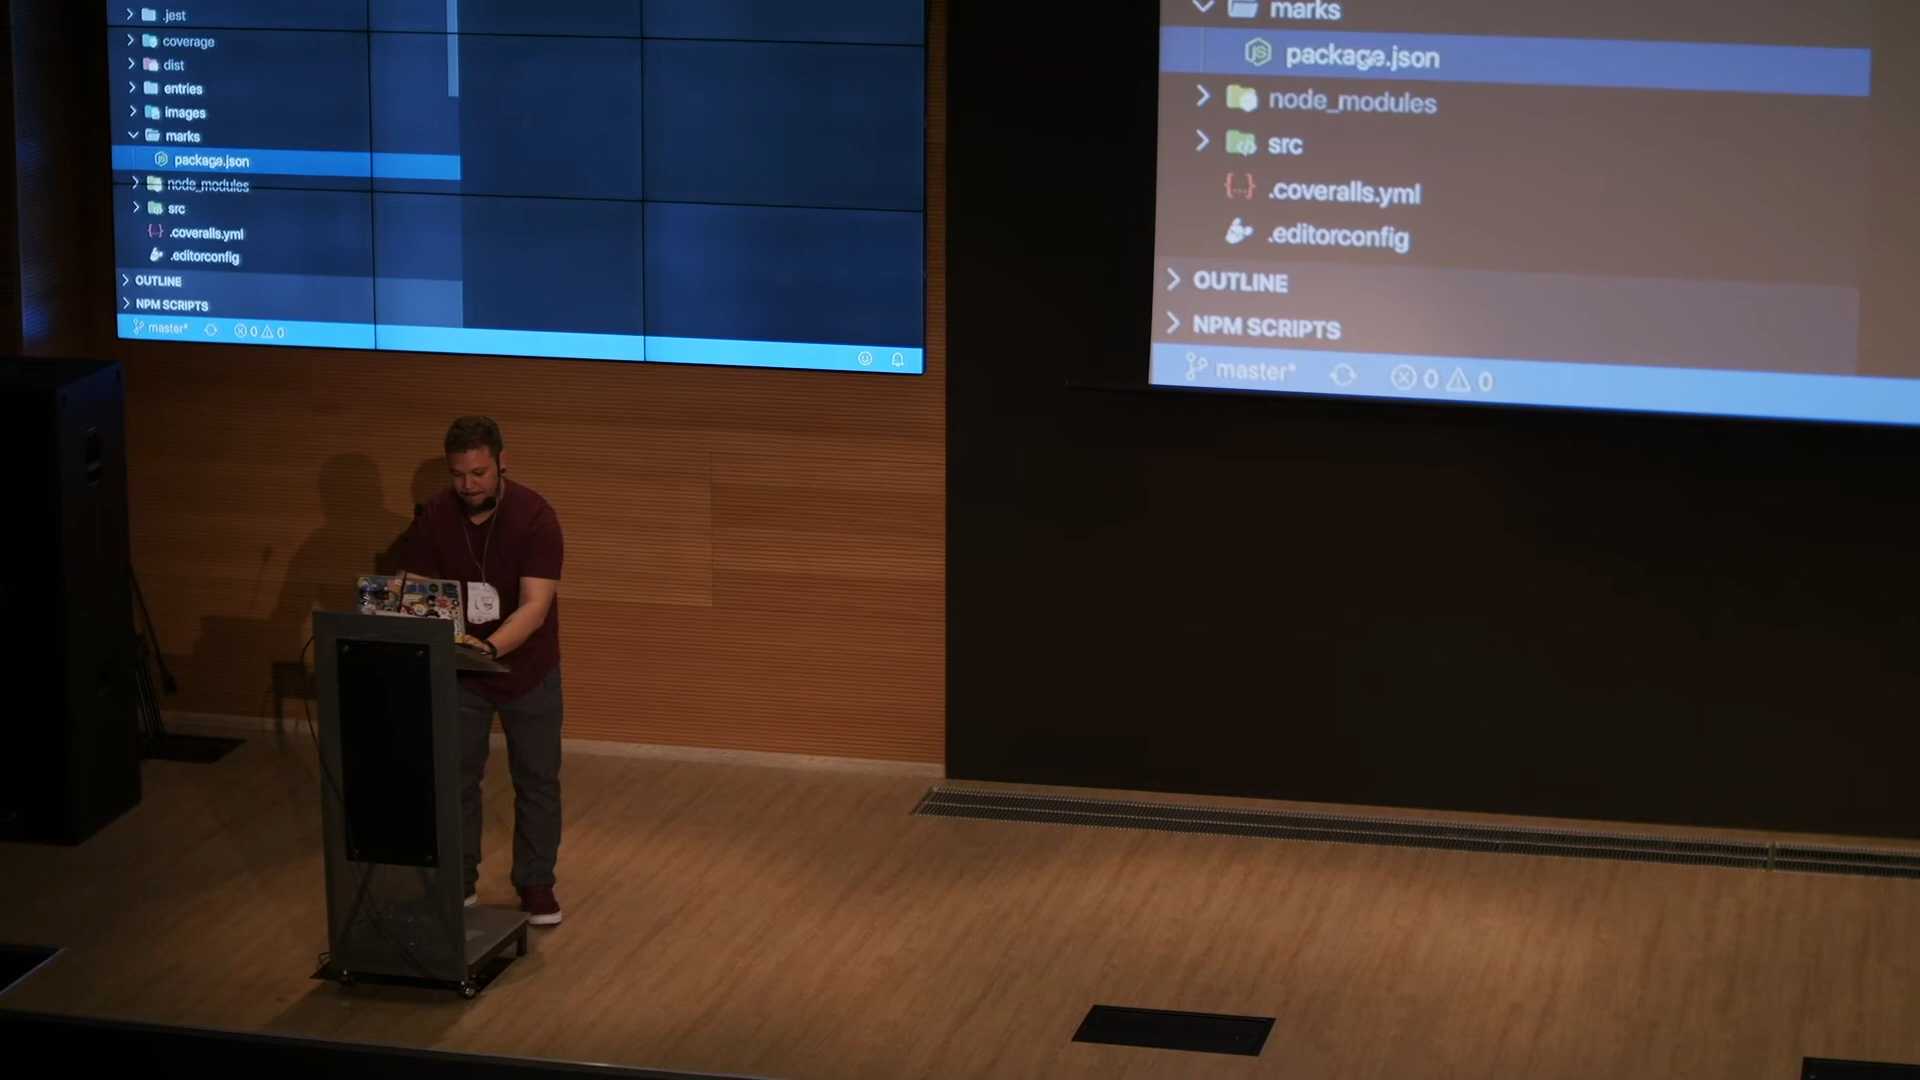 .jest
coverage
dist
entries
images
marks
package.json
node_modules
src
.coveralls.yml
.editorconfig
OUTLINE
NPM SCRIPTS
master* 0 0
marks
package.json
node_modules
src
.coveralls.yml
.editorconfig
OUTLINE
NPM SCRIPTS
master* 0 0